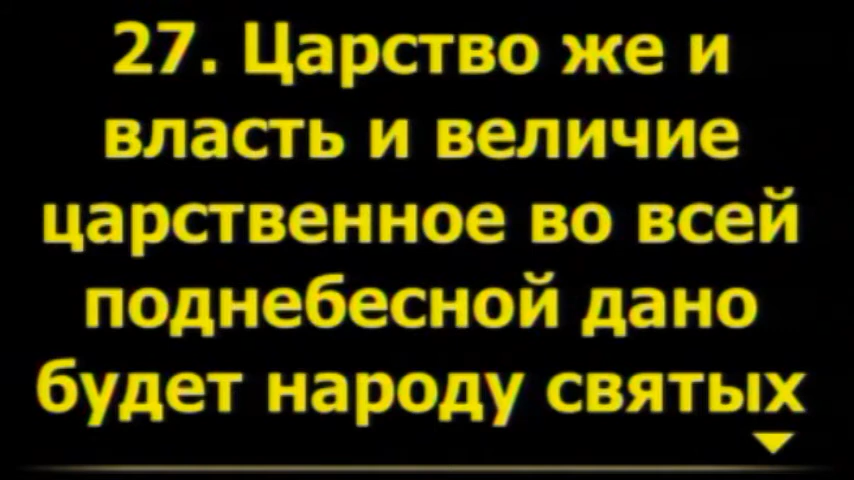 27. Царство же и
власть и величие
царственное во всей
поднебесной дано
будет народу святых